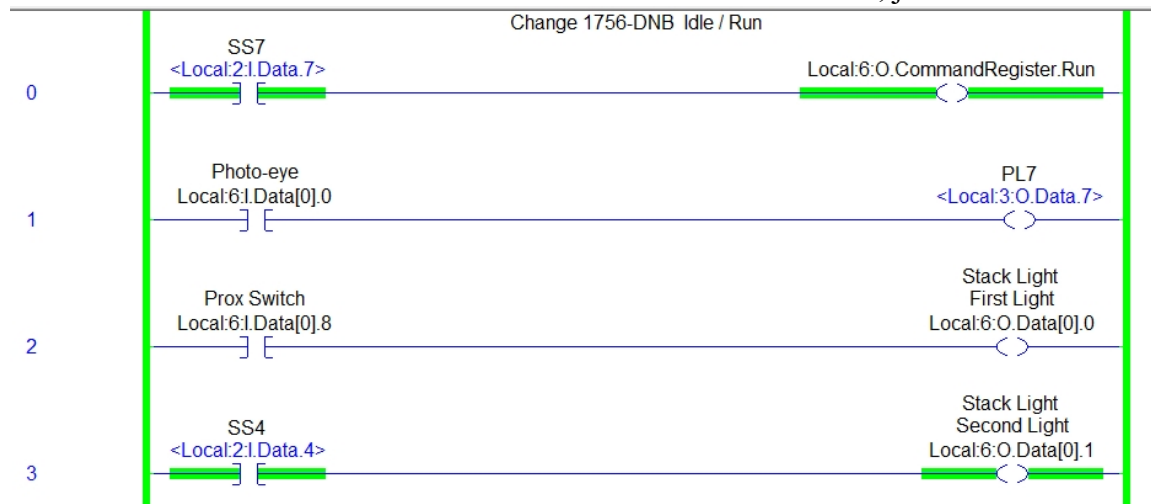 Change 1756-DNB Idle / Run
SS7
<Local:2:I.Data.7>
Local:6:O.CommandRegister.Run
0
Photo-eye
Local:6:I.Data[0].0
PL7
<Local:3:O.Data.7>
1
Prox Switch
Local:6:I.Data[0].8
Stack Light
First Light
Local:6:O.Data[0].0
2
SS4
<Local:2:I.Data.4>
Stack Light
Second Light
Local:6:O.Data[0].1
3